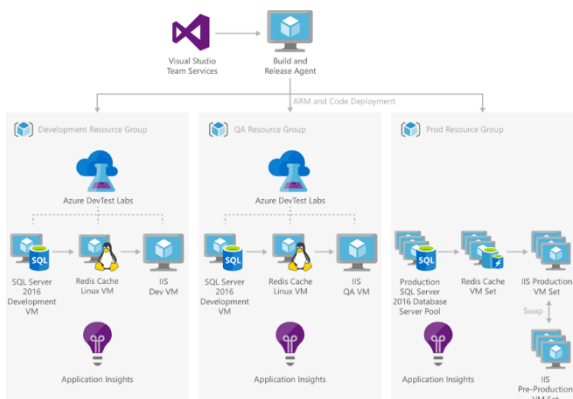 Visual Studio
Team Services
Build and
Release Agent
ARM and Code Deployment
Development Resource Group
Azure DevTest Labs
SQL
SQL Server
2016
Development
VM
Redis Cache
Linux VM
IIS
Dev VM
Application Insights
QA Resource Group
Azure DevTest Labs
SQL
SQL Server
2016
Development
VM
Redis Cache
Linux VM
IIS
QA VM
Application Insights
Prod Resource Group
SQL
Production
SQL Server
2016 Database
Server Pool
Redis Cache
VM Set
IIS Production
VM Set
Swap
Application Insights
IIS
Pre-Production
VM Set